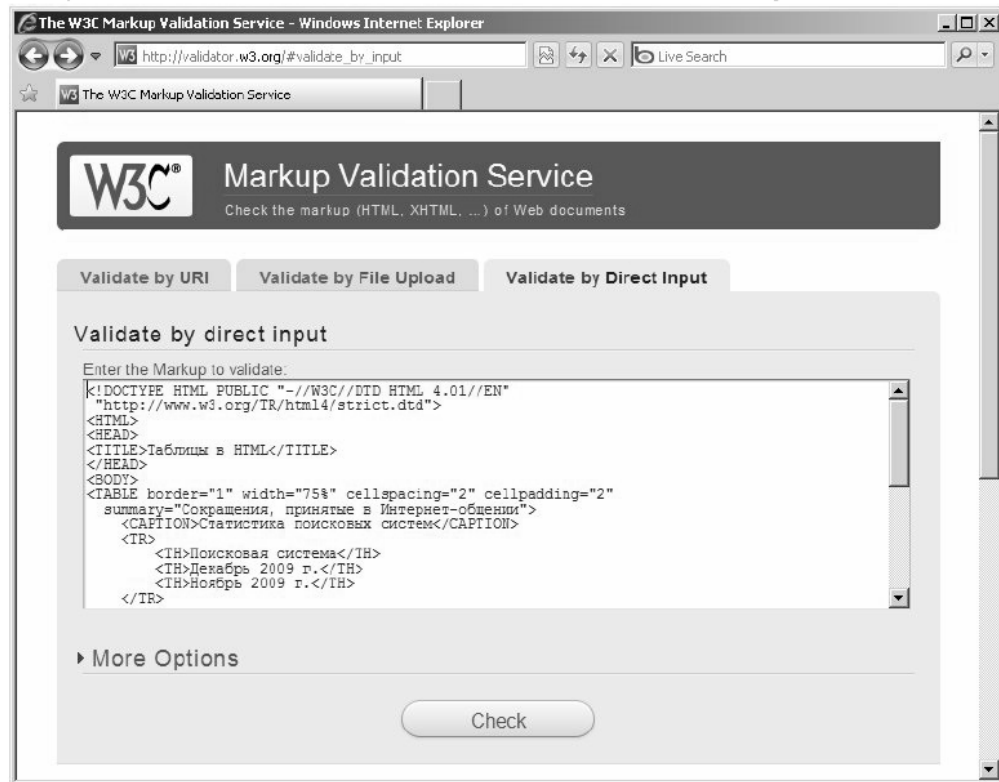 The W3C Markup Validation Service - Windows Internet Explorer
W3 http://validator.w3.org/#validate_by_input Live Search
W3 The W3C Markup Validation Service
W3C® Markup Validation Service
Check the markup (HTML, XHTML, ...) of Web documents
Validate by URI Validate by File Upload Validate by Direct Input
Validate by direct input
Enter the Markup to validate:
<!DOCTYPE HTML PUBLIC "-//W3C//DTD HTML 4.01//EN"
"http://www.w3.org/TR/html4/strict.dtd">
<HTML>
<HEAD>
<TITLE>Таблицы в HTML</TITLE>
</HEAD>
<BODY>
<TABLE border="1" width="75%" cellspacing="2" cellpadding="2"
summary="Сокращения, принятые в Интернет-общении">
<CAPTION>Статистика поисковых систем</CAPTION>
<TR>
<TH>Поисковая система</TH>
<TH>Декабрь 2009 г.</TH>
<TH>Ноябрь 2009 г.</TH>
</TR>
More Options
Check